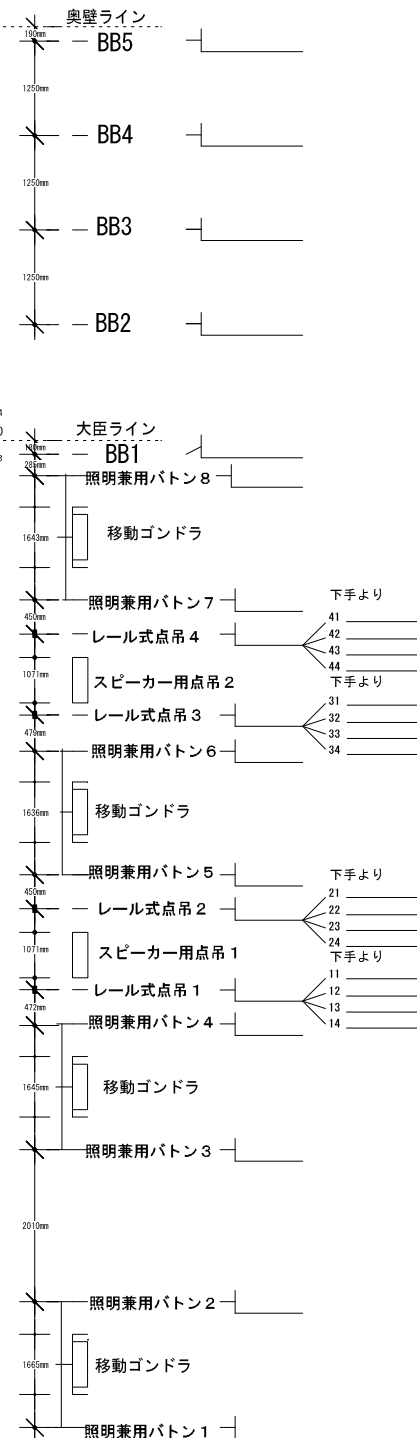 奥壁ライン
190mm
BB5
1250mm
BB4
1250mm
BB3
1250mm
BB2
大臣ライン
BB1
285mm
照明兼用バトン8
1643mm
移動ゴンドラ
照明兼用バトン7
下手より
450mm
41
レール式点吊4
42
43
44
1071mm
スピーカー用点吊2
下手より
31
レール式点吊3
32
479mm
33
照明兼用バトン6
34
1636mm
移動ゴンドラ
照明兼用バトン5
下手より
450mm
21
レール式点吊2
22
23
24
1071mm
スピーカー用点吊1
下手より
11
レール式点吊1
12
472mm
13
照明兼用バトン4
14
1645mm
移動ゴンドラ
照明兼用バトン3
2010mm
照明兼用バトン2
1665mm
移動ゴンドラ
照明兼用バトン1